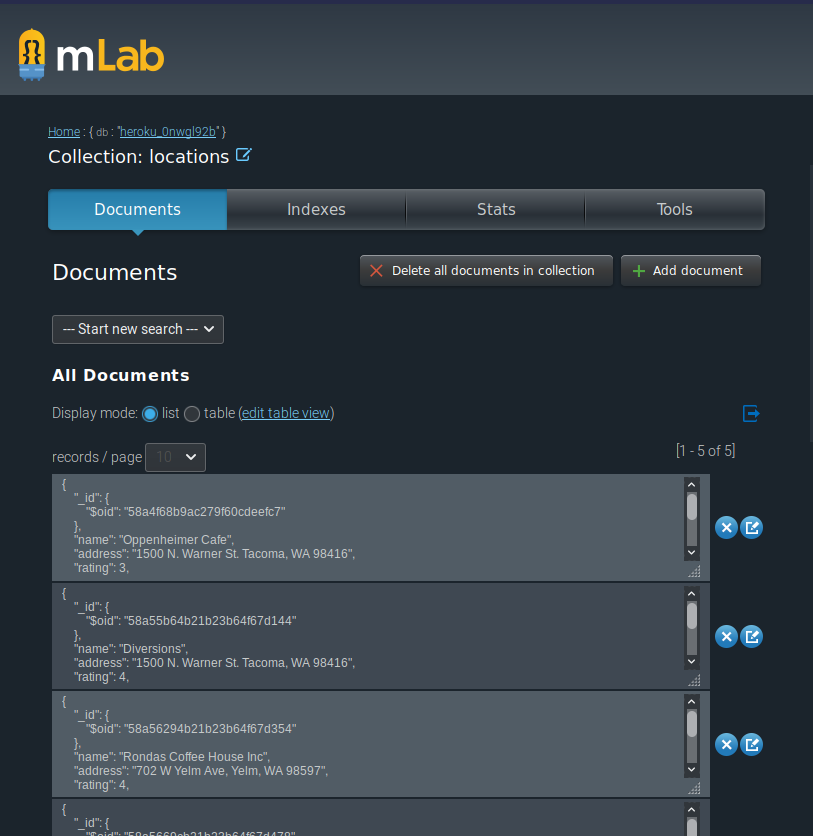 mLab
Home : { db : "heroku_0nwgl92b" }
Collection: locations
Documents Indexes Stats Tools
Documents
Delete all documents in collection
Add document
--- Start new search ---
All Documents
Display mode: list table (edit table view)
records / page 10
[1 - 5 of 5]
{
"_id": {
"$oid": "58a4f68b9ac279f60cdeefc7"
},
"name": "Oppenheimer Cafe",
"address": "1500 N. Warner St. Tacoma, WA 98416",
"rating": 3,
{
"_id": {
"$oid": "58a55b64b21b23b64f67d144"
},
"name": "Diversions",
"address": "1500 N. Warner St. Tacoma, WA 98416",
"rating": 4,
{
"_id": {
"$oid": "58a56294b21b23b64f67d354"
},
"name": "Rondas Coffee House Inc",
"address": "702 W Yelm Ave, Yelm, WA 98597",
"rating": 4,
{
"_id": {
"$oid":